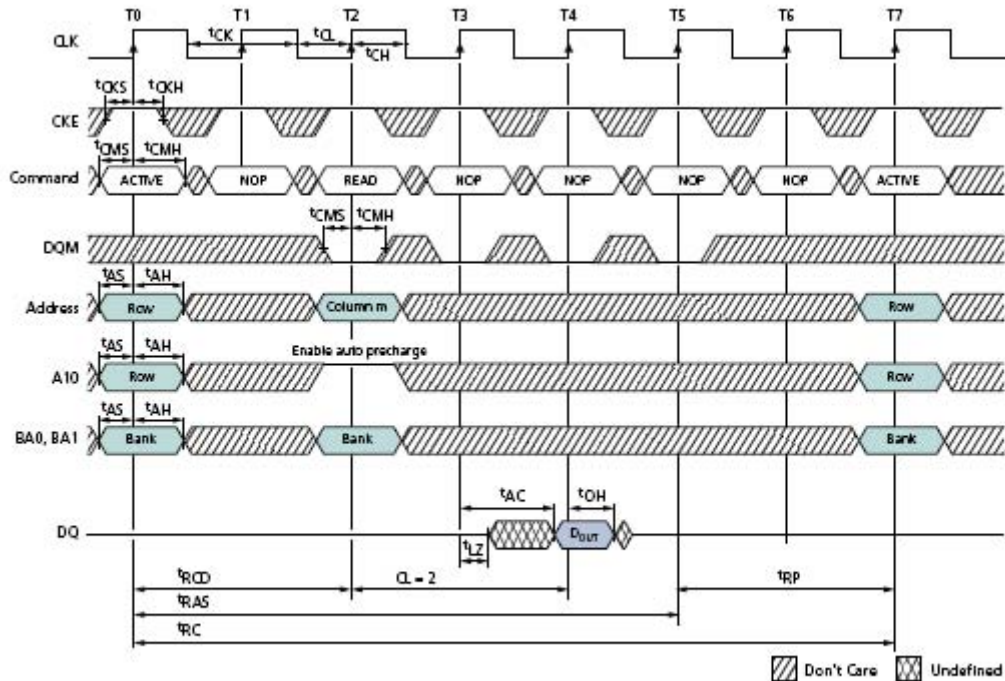 T0 T1 T2 T3 T4 T5 T6 T7
CLK
tCK tCL
tCH
tCKS tCKH
CKE
tCMS tCMH
Command ACTIVE NOP READ NOP NOP NOP NOP ACTIVE
tCMS tCMH
DQM
tAS tAH
Address Row Column m Row
Enable auto precharge
tAS tAH
A10 Row Row
tAS tAH
BA0, BA1 Bank Bank Bank
tAC tOH
DQ DOUT
tLZ
tRCD CL = 2 tRP
tRAS
tRC
Don't Care Undefined